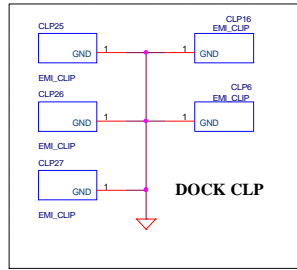 CLP25
GND 1
EMI_CLIP
CLP16
EMI_CLIP
1 GND
CLP26
GND 1
EMI_CLIP
CLP6
EMI_CLIP
1 GND
CLP27
GND 1
EMI_CLIP
DOCK CLP